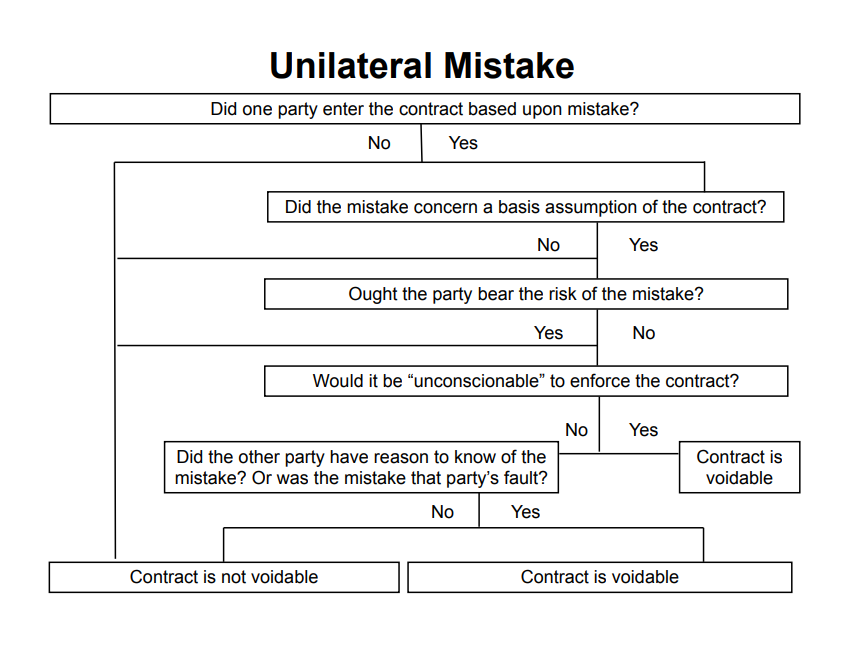 Unilateral Mistake
Did one party enter the contract based upon mistake?
No Yes
Did the mistake concern a basis assumption of the contract?
No Yes
Ought the party bear the risk of the mistake?
Yes No
Would it be “unconscionable” to enforce the contract?
No Yes
Did the other party have reason to know of the
mistake? Or was the mistake that party’s fault?
Contract is
voidable
No Yes
Contract is not voidable
Contract is voidable